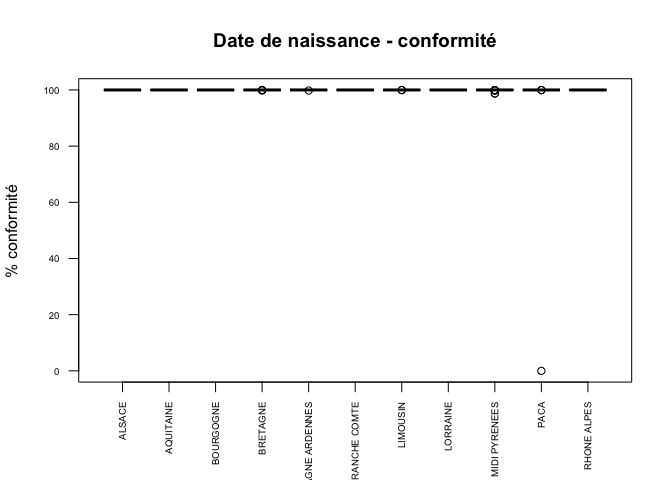 Date de naissance - conformité
% conformité
100
80
60
40
20
0
ALSACE
AQUITAINE
BOURGOGNE
BRETAGNE
GNE ARDENNES
RANCHE COMTE
LIMOUSIN
LORRAINE
MIDI PYRENEES
PACA
RHONE ALPES